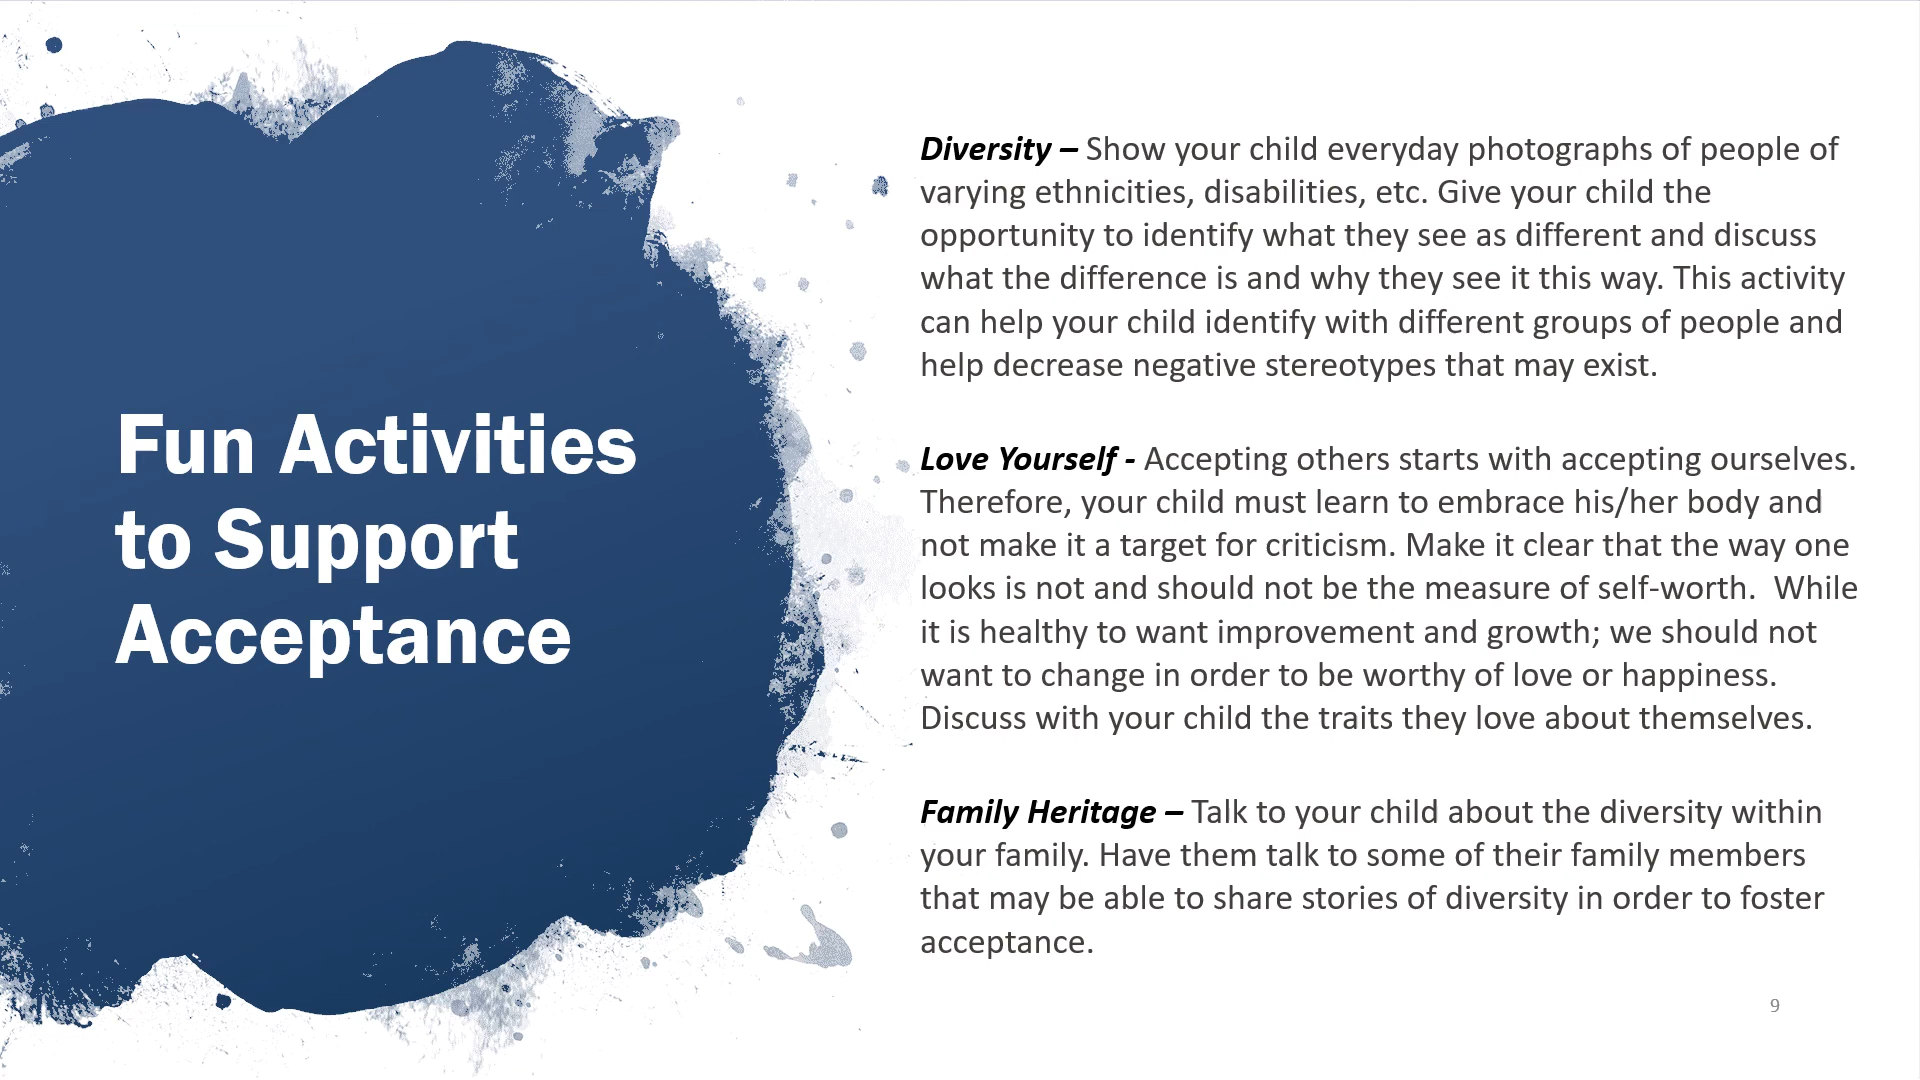 Fun Activities
to Support
Acceptance
Diversity – Show your child everyday photographs of people of
varying ethnicities, disabilities, etc. Give your child the
opportunity to identify what they see as different and discuss
what the difference is and why they see it this way. This activity
can help your child identify with different groups of people and
help decrease negative stereotypes that may exist.
Love Yourself - Accepting others starts with accepting ourselves.
Therefore, your child must learn to embrace his/her body and
not make it a target for criticism. Make it clear that the way one
looks is not and should not be the measure of self-worth.  While
it is healthy to want improvement and growth; we should not
want to change in order to be worthy of love or happiness.
Discuss with your child the traits they love about themselves.
Family Heritage – Talk to your child about the diversity within
your family. Have them talk to some of their family members
that may be able to share stories of diversity in order to foster
acceptance.
9